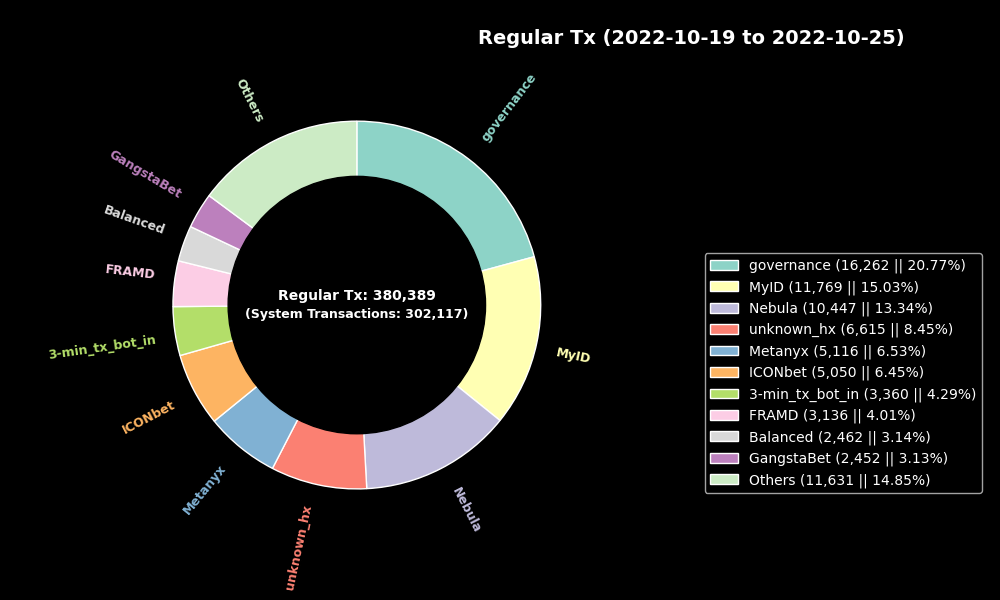 Regular Tx (2022-10-19 to 2022-10-25)
governance
Others
GangstaBet
Balanced
FRAMD
3-min_tx_bot_in
ICONbet
Metanyx
unknown_hx
Nebula
MyID
Regular Tx: 380,389
(System Transactions: 302,117)
governance (16,262 || 20.77%)
MyID (11,769 || 15.03%)
Nebula (10,447 || 13.34%)
unknown_hx (6,615 || 8.45%)
Metanyx (5,116 || 6.53%)
ICONbet (5,050 || 6.45%)
3-min_tx_bot_in (3,360 || 4.29%)
FRAMD (3,136 || 4.01%)
Balanced (2,462 || 3.14%)
GangstaBet (2,452 || 3.13%)
Others (11,631 || 14.85%)